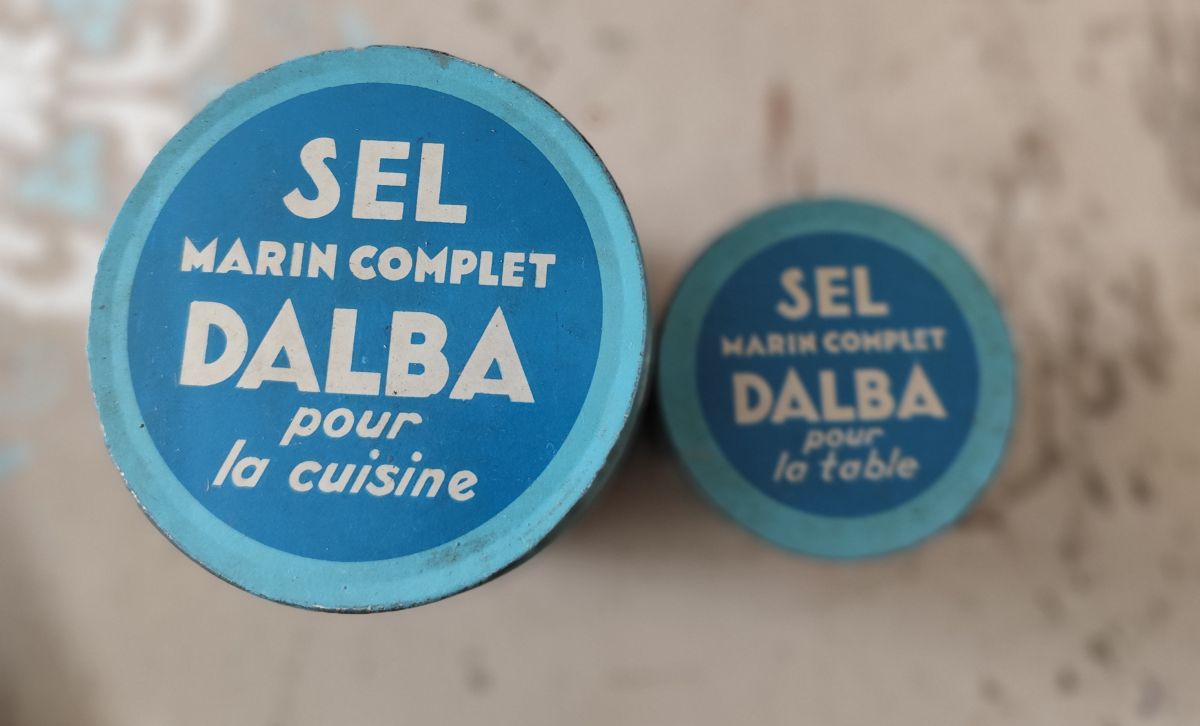 SEL
MARIN COMPLET
DALBA
pour
la cuisine
SEL
MARIN COMPLET
DALBA
pour
la table